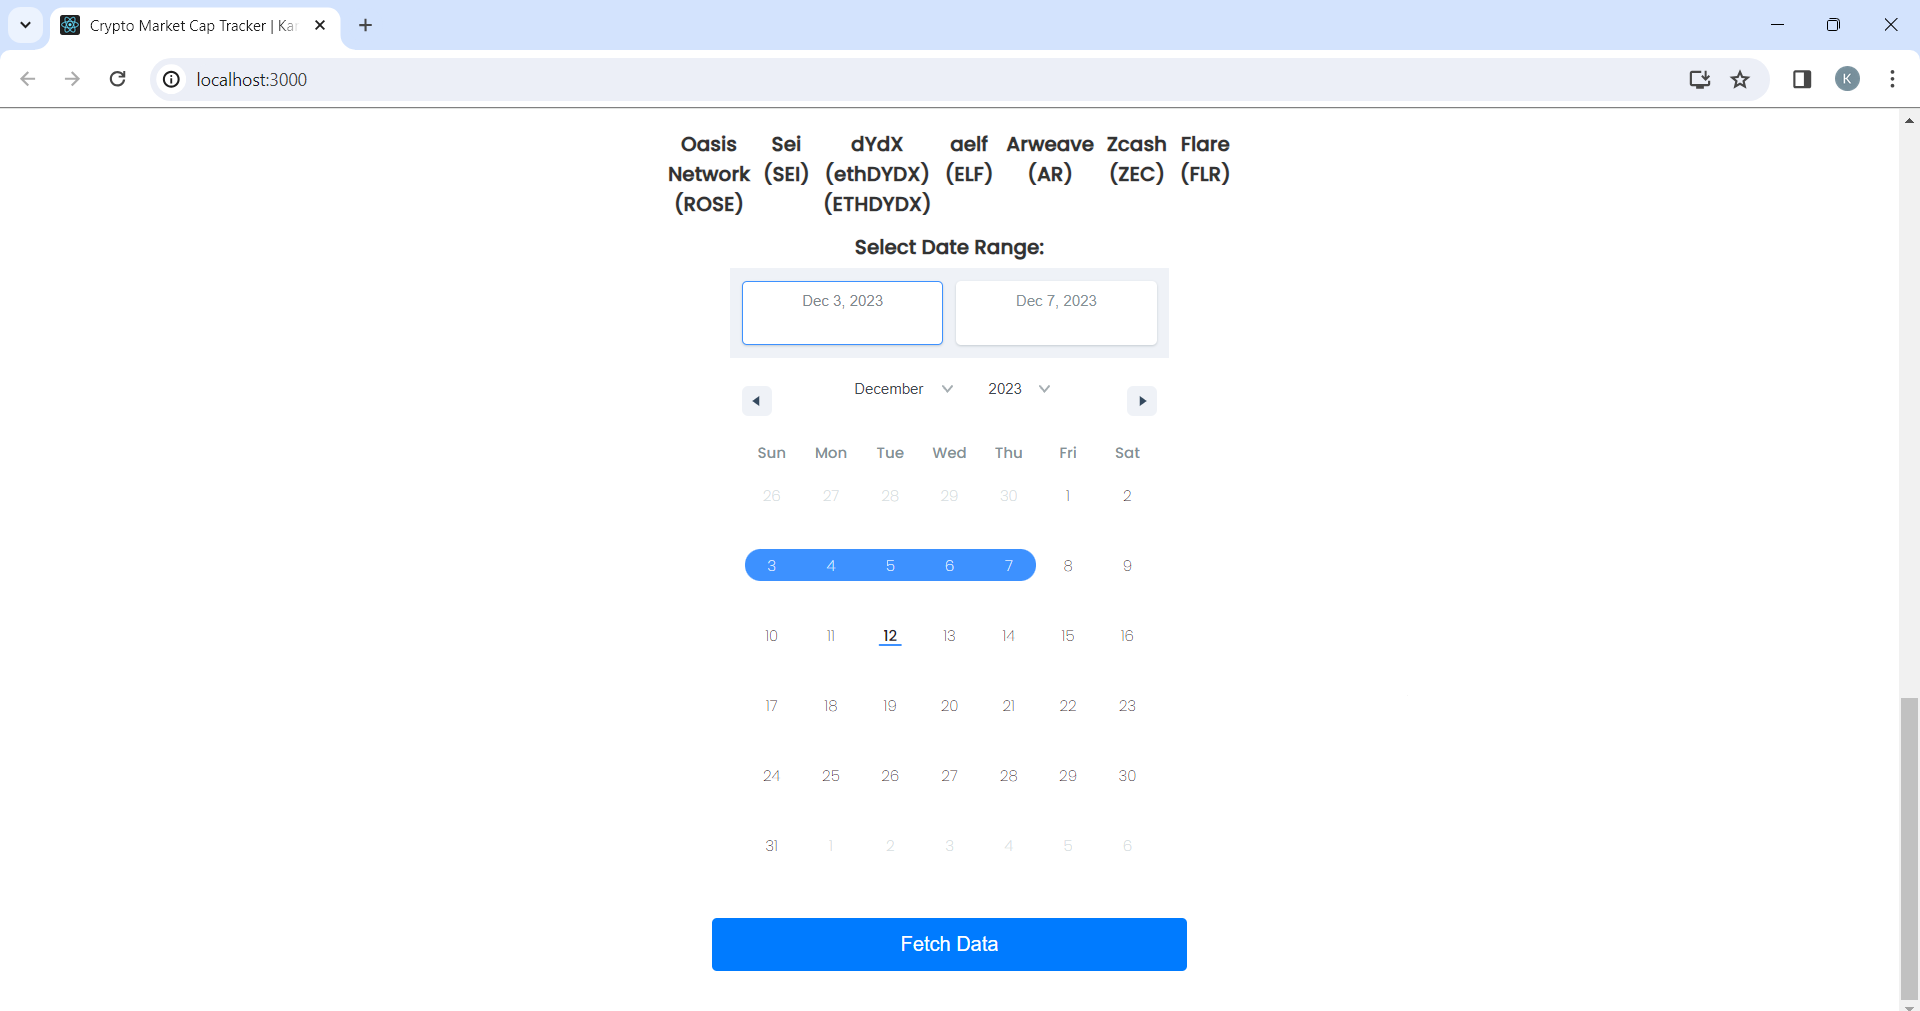 Crypto Market Cap Tracker | Kar
localhost:3000
K
Oasis Sei dYdX aelf Arweave Zcash Flare
Network (SEI) (ethDYDX) (ELF) (AR) (ZEC) (FLR)
(ROSE) (ETHDYDX)
Select Date Range:
Dec 3, 2023 Dec 7, 2023
December 2023
Sun Mon Tue Wed Thu Fri Sat
26 27 28 29 30 1 2
3 4 5 6 7 8 9
10 11 12 13 14 15 16
17 18 19 20 21 22 23
24 25 26 27 28 29 30
31 1 2 3 4 5 6
Fetch Data